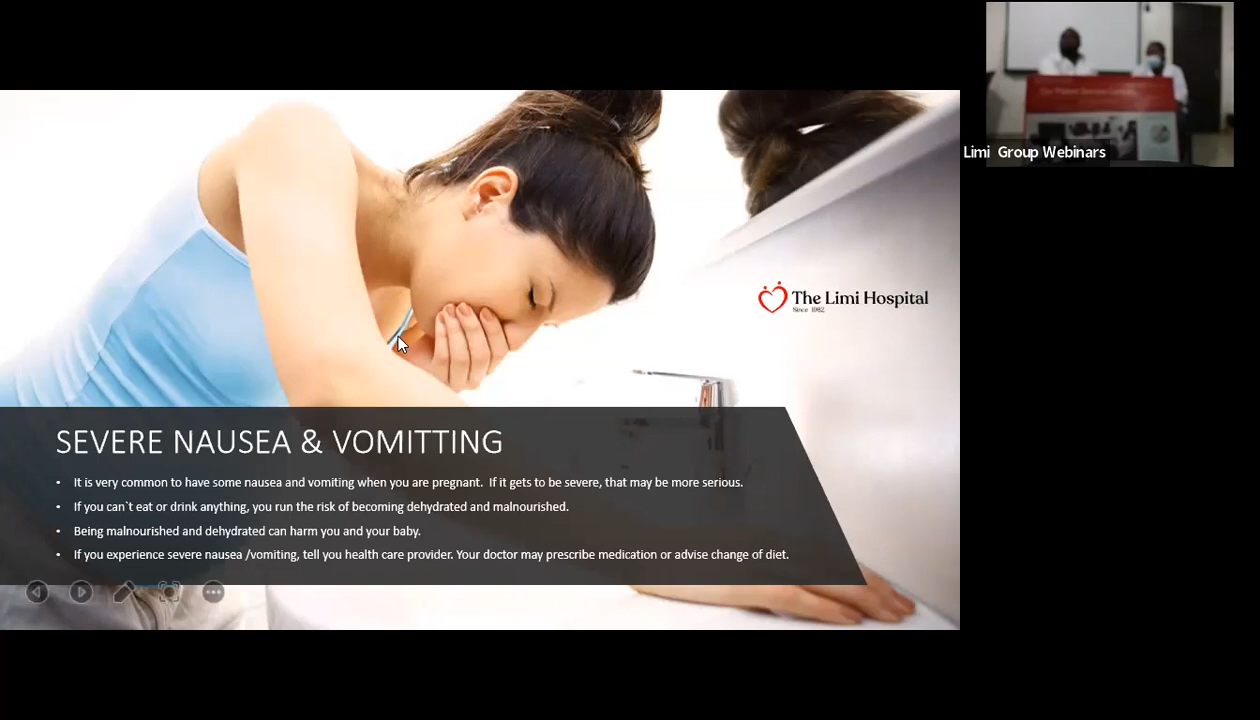 The Limi Hospital
Since 1982
SEVERE NAUSEA & VOMITTING
• It is very common to have some nausea and vomiting when you are pregnant. If it gets to be severe, that may be more serious.
• If you can`t eat or drink anything, you run the risk of becoming dehydrated and malnourished.
• Being malnourished and dehydrated can harm you and your baby.
• If you experience severe nausea /vomiting, tell you health care provider. Your doctor may prescribe medication or advise change of diet.
Limi Group Webinars